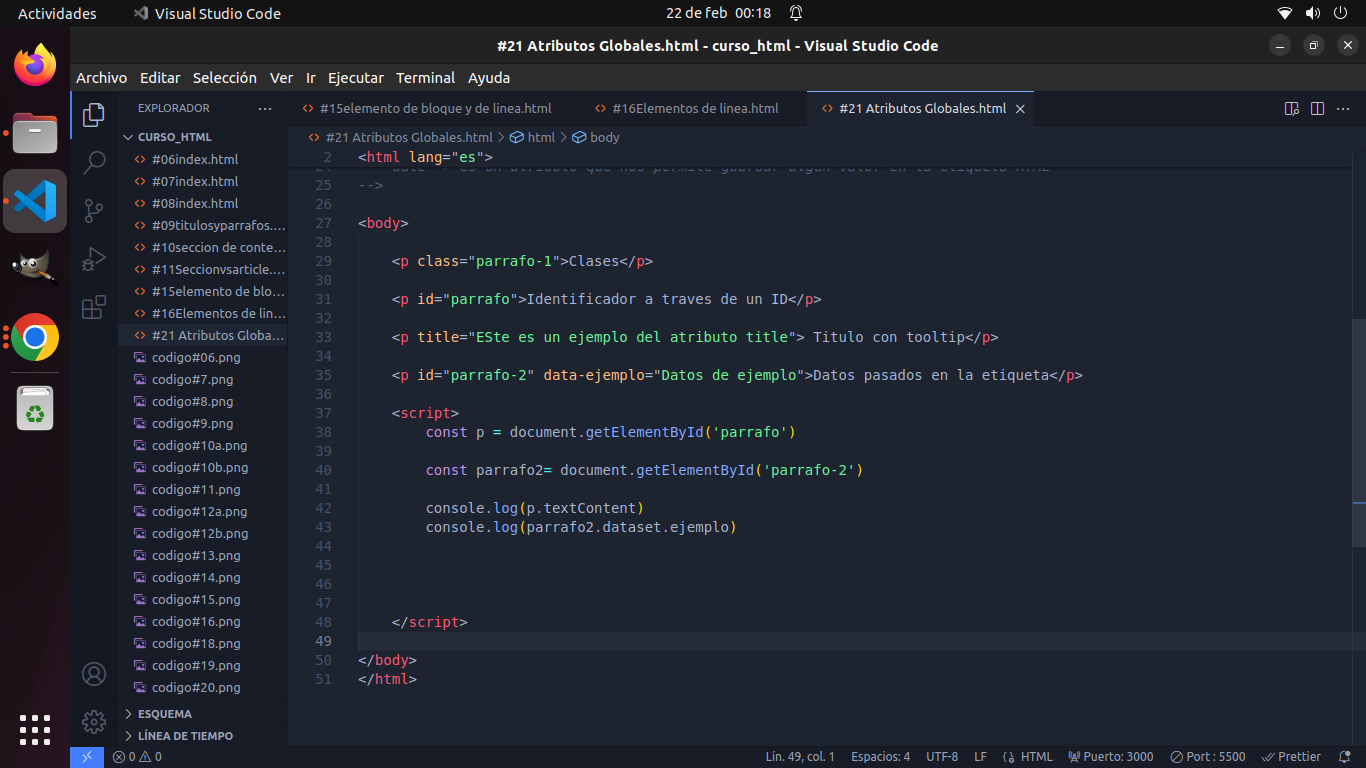 Actividades Visual Studio Code 22 de feb 00:18
#21 Atributos Globales.html - curso_html - Visual Studio Code
Archivo Editar Selección Ver Ir Ejecutar Terminal Ayuda
EXPLORADOR ···
CURSO_HTML
#06index.html
#07index.html
#08index.html
#09titulosyparrafos....
#10seccion de conte...
#11Seccionvsarticle....
#15elemento de blo...
#16Elementos de lin...
#21 Atributos Globa...
codigo#06.png
codigo#7.png
codigo#8.png
codigo#9.png
codigo#10a.png
codigo#10b.png
codigo#11.png
codigo#12a.png
codigo#12b.png
codigo#13.png
codigo#14.png
codigo#15.png
codigo#16.png
codigo#18.png
codigo#19.png
codigo#20.png
ESQUEMA
LÍNEA DE TIEMPO
#15elemento de bloque y de linea.html #16Elementos de linea.html #21 Atributos Globales.html
#21 Atributos Globales.html > html > body
2 <html lang="es">
25 -->
26
27 <body>
28
29 <p class="parrafo-1">Clases</p>
30
31 <p id="parrafo">Identificador a traves de un ID</p>
32
33 <p title="ESte es un ejemplo del atributo title"> Titulo con tooltip</p>
34
35 <p id="parrafo-2" data-ejemplo="Datos de ejemplo">Datos pasados en la etiqueta</p>
36
37 <script>
38 const p = document.getElementById('parrafo')
39
40 const parrafo2= document.getElementById('parrafo-2')
41
42 console.log(p.textContent)
43 console.log(parrafo2.dataset.ejemplo)
44
45
46
47
48 </script>
49
50 </body>
51 </html>
0 0 Lín. 49, col. 1 Espacios: 4 UTF-8 LF HTML Puerto: 3000 Port : 5500 Prettier